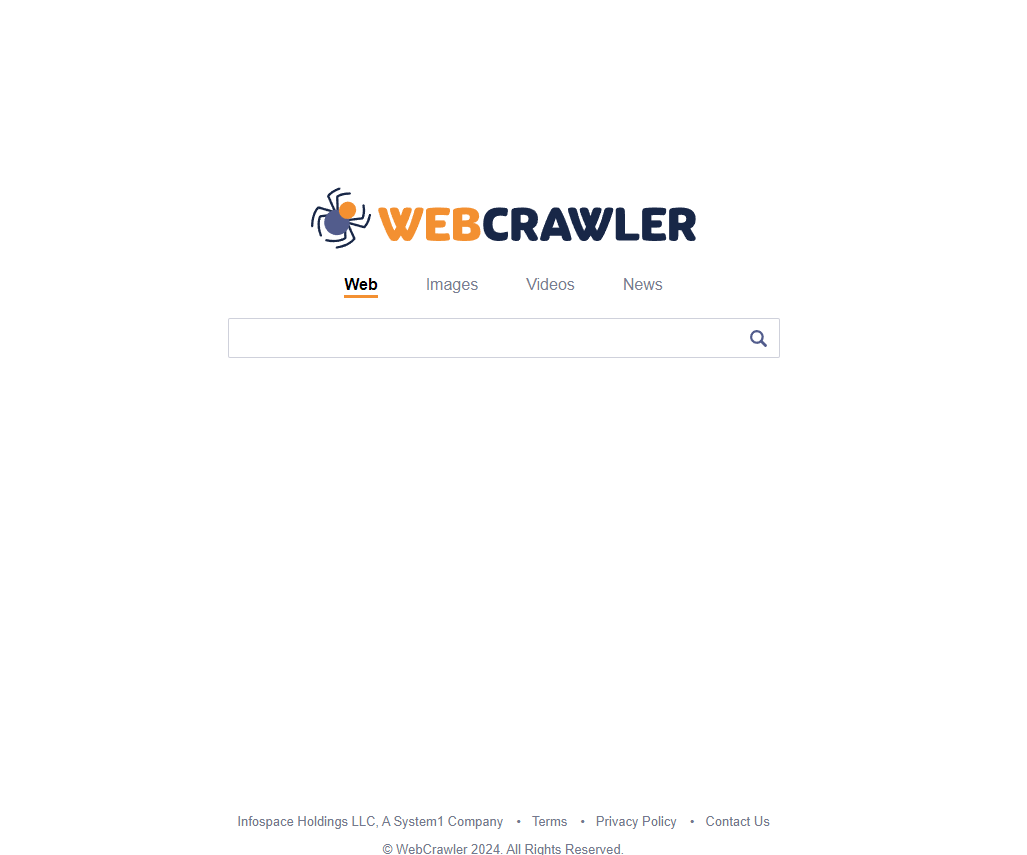 WEBCRAWLER
Web Images Videos News
Infospace Holdings LLC, A System1 Company • Terms • Privacy Policy • Contact Us
© WebCrawler 2024. All Rights Reserved.